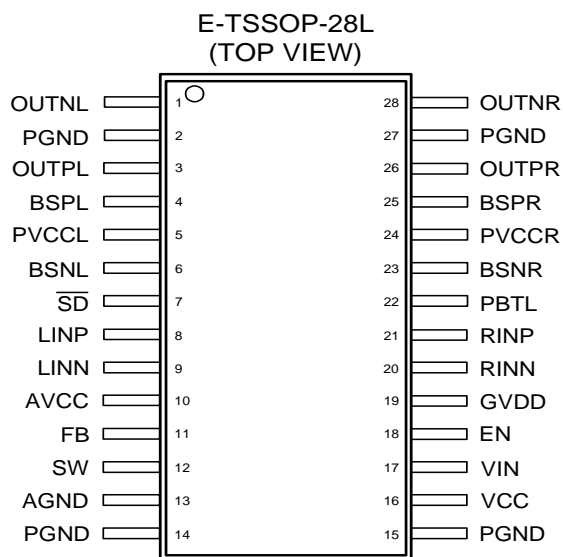 E-TSSOP-28L
(TOP VIEW)
OUTNL 1 28 OUTNR
PGND 2 27 PGND
OUTPL 3 26 OUTPR
BSPL 4 25 BSPR
PVCCL 5 24 PVCCR
BSNL 6 23 BSNR
S̅D̅ 7 22 PBTL
LINP 8 21 RINP
LINN 9 20 RINN
AVCC 10 19 GVDD
FB 11 18 EN
SW 12 17 VIN
AGND 13 16 VCC
PGND 14 15 PGND